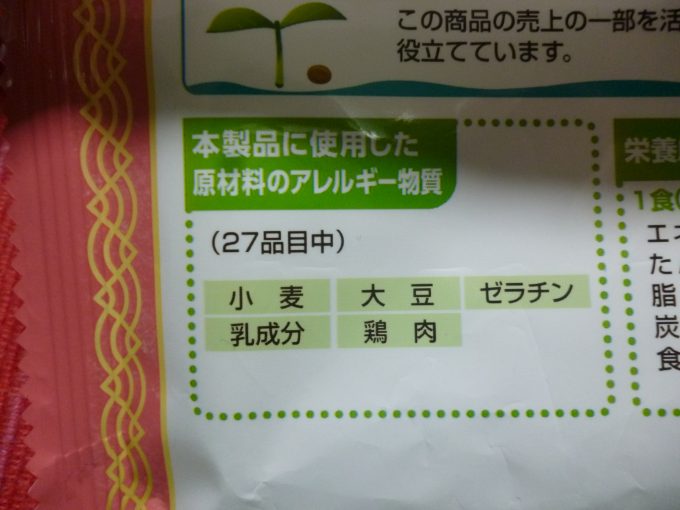 この商品の売上の一部を活
役立てています。
本製品に使用した
原材料のアレルギー物質
(27品目中)
小麦 大豆 ゼラチン
乳成分 鶏肉
栄養
1食(
エネ
たん
脂
炭
食